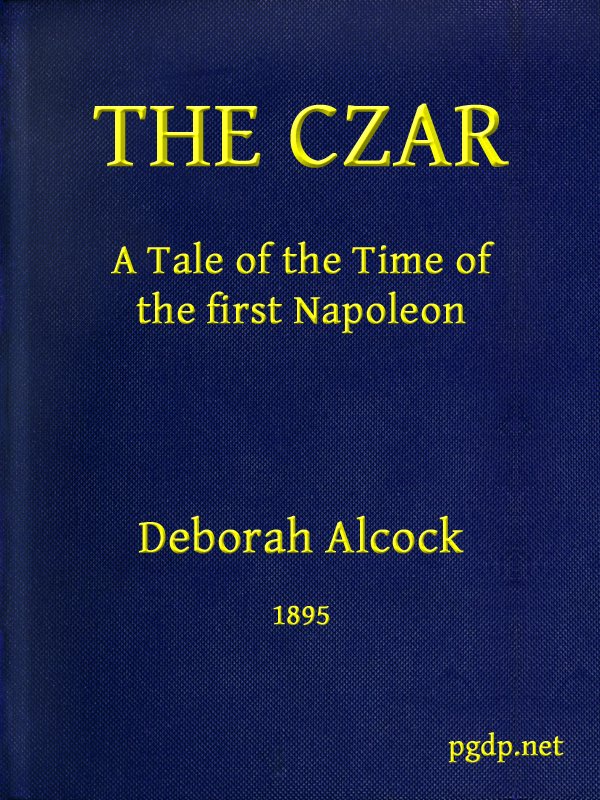 THE CZAR
A Tale of the Time of
the first Napoleon
Deborah Alcock
1895
pgdp.net